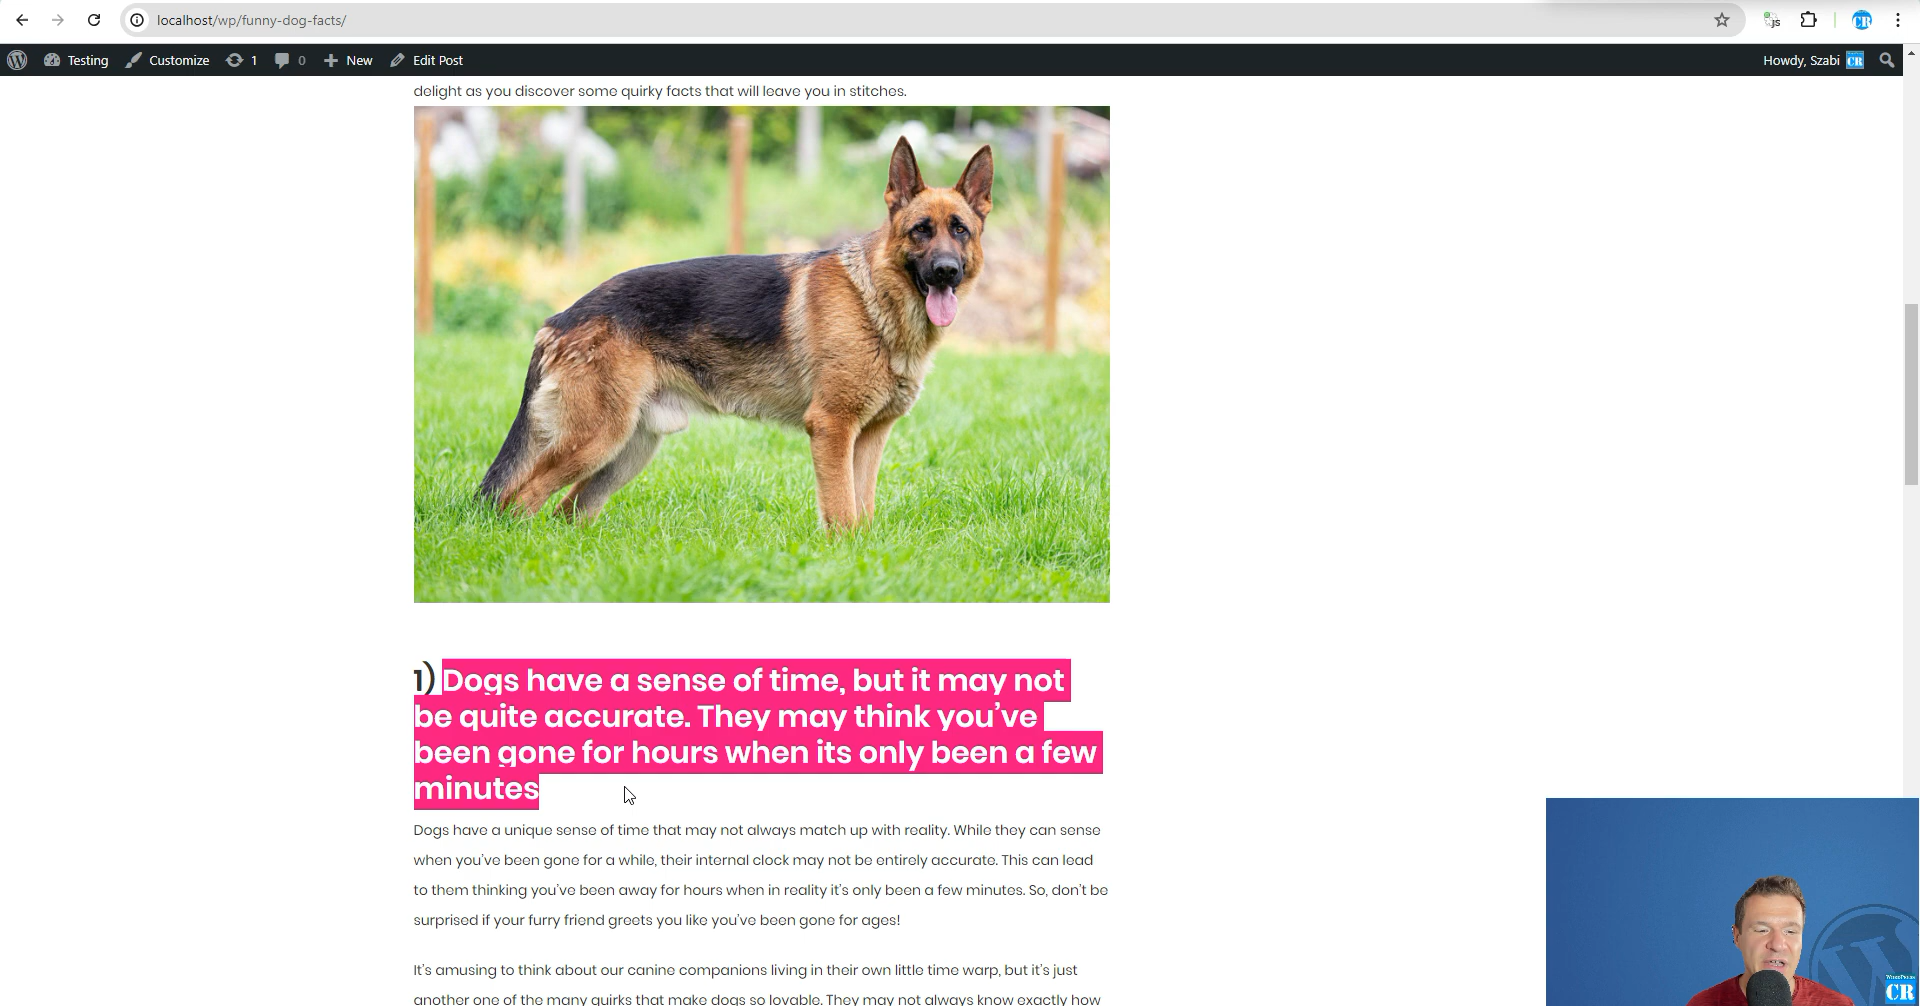 localhost/wp/funny-dog-facts/
JS
CR
Testing
Customize
1
0
New
Edit Post
Howdy, Szabi
CR
delight as you discover some quirky facts that will leave you in stitches.
1) Dogs have a sense of time, but it may not
be quite accurate. They may think you’ve
been gone for hours when its only been a few
minutes
Dogs have a unique sense of time that may not always match up with reality. While they can sense
when you’ve been gone for a while, their internal clock may not be entirely accurate. This can lead
to them thinking you’ve been away for hours when in reality it’s only been a few minutes. So, don’t be
surprised if your furry friend greets you like you’ve been gone for ages!
It’s amusing to think about our canine companions living in their own little time warp, but it’s just
another one of the many quirks that make dogs so lovable. They may not always know exactly how
WordPress
CR